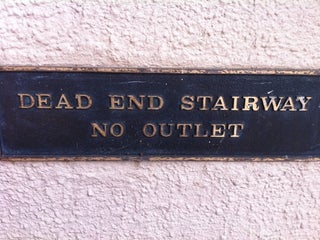 DEAD END STAIRWAY
NO OUTLET